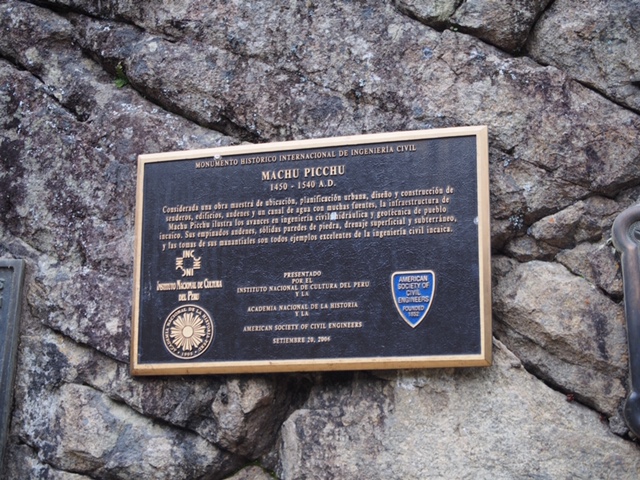 MONUMENTO HISTÓRICO INTERNACIONAL DE INGENIERÍA CIVIL
MACHU PICCHU
1450 - 1540 A.D.
Considerada una obra maestra de ubicación, planificación urbana, diseño y construcción de
senderos, edificios, andenes y un canal de agua con muchas fuentes, la infraestructura de
Machu Picchu ilustra los avances en ingeniería civil hidráulica y geotécnica de pueblo
incaico. Sus empinados andenes, sólidas paredes de piedra, drenaje superficial y subterráneo,
y las tomas de sus manantiales son todos ejemplos excelentes de la ingeniería civil incaica.
INC
INC
INSTITUTO NACIONAL DE CULTURA
DEL PERU
PRESENTADO
POR EL
INSTITUTO NACIONAL DE CULTURA DEL PERU
Y LA
ACADEMIA NACIONAL DE LA HISTORIA
Y LA
AMERICAN SOCIETY OF CIVIL ENGINEERS
SETIEMBRE 20, 2006
AMERICAN
SOCIETY OF
CIVIL
ENGINEERS
FOUNDED
1852